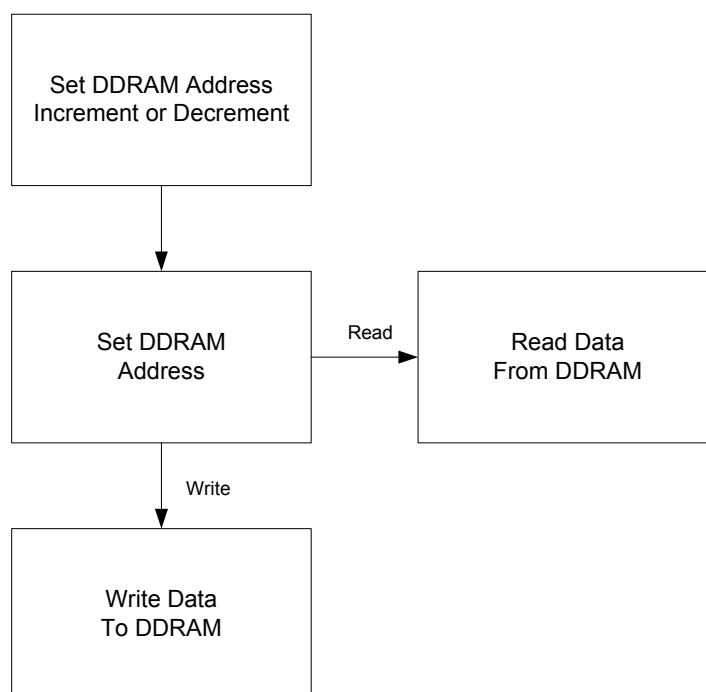 Set DDRAM Address
Increment or Decrement
Set DDRAM
Address
Read
Read Data
From DDRAM
Write
Write Data
To DDRAM